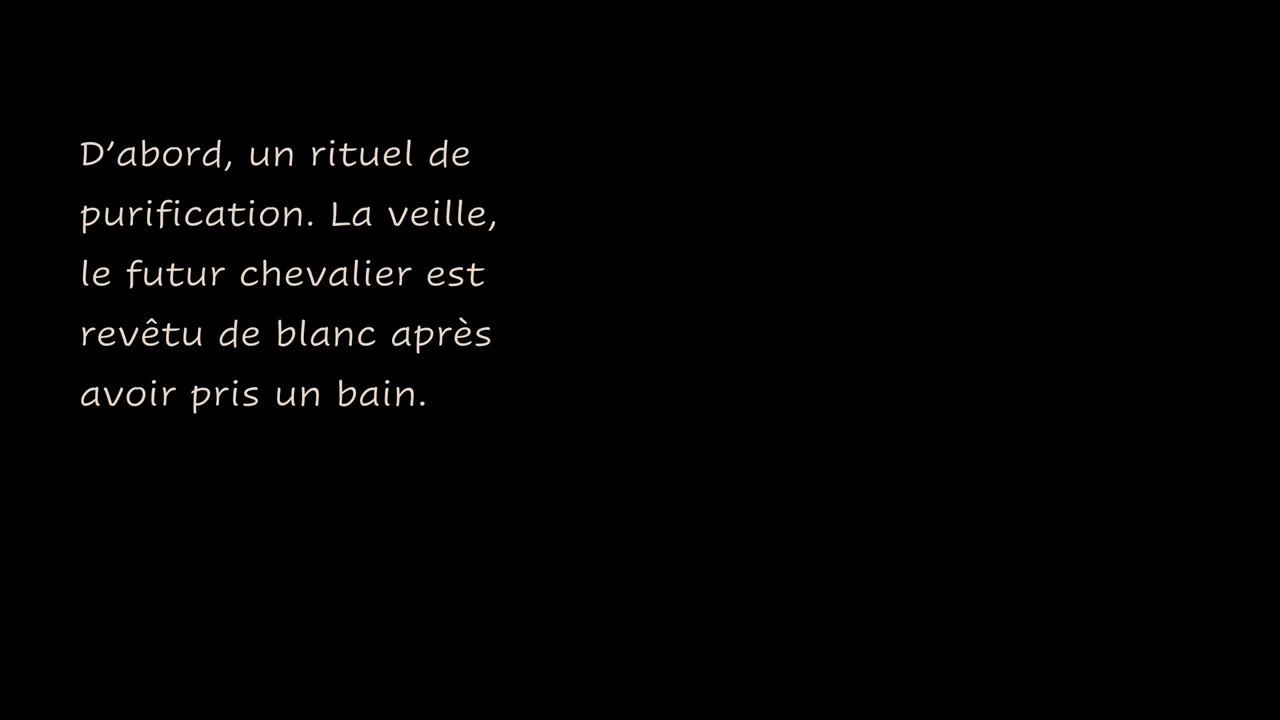 D’abord, un rituel de
purification. La veille,
le futur chevalier est
revêtu de blanc après
avoir pris un bain.